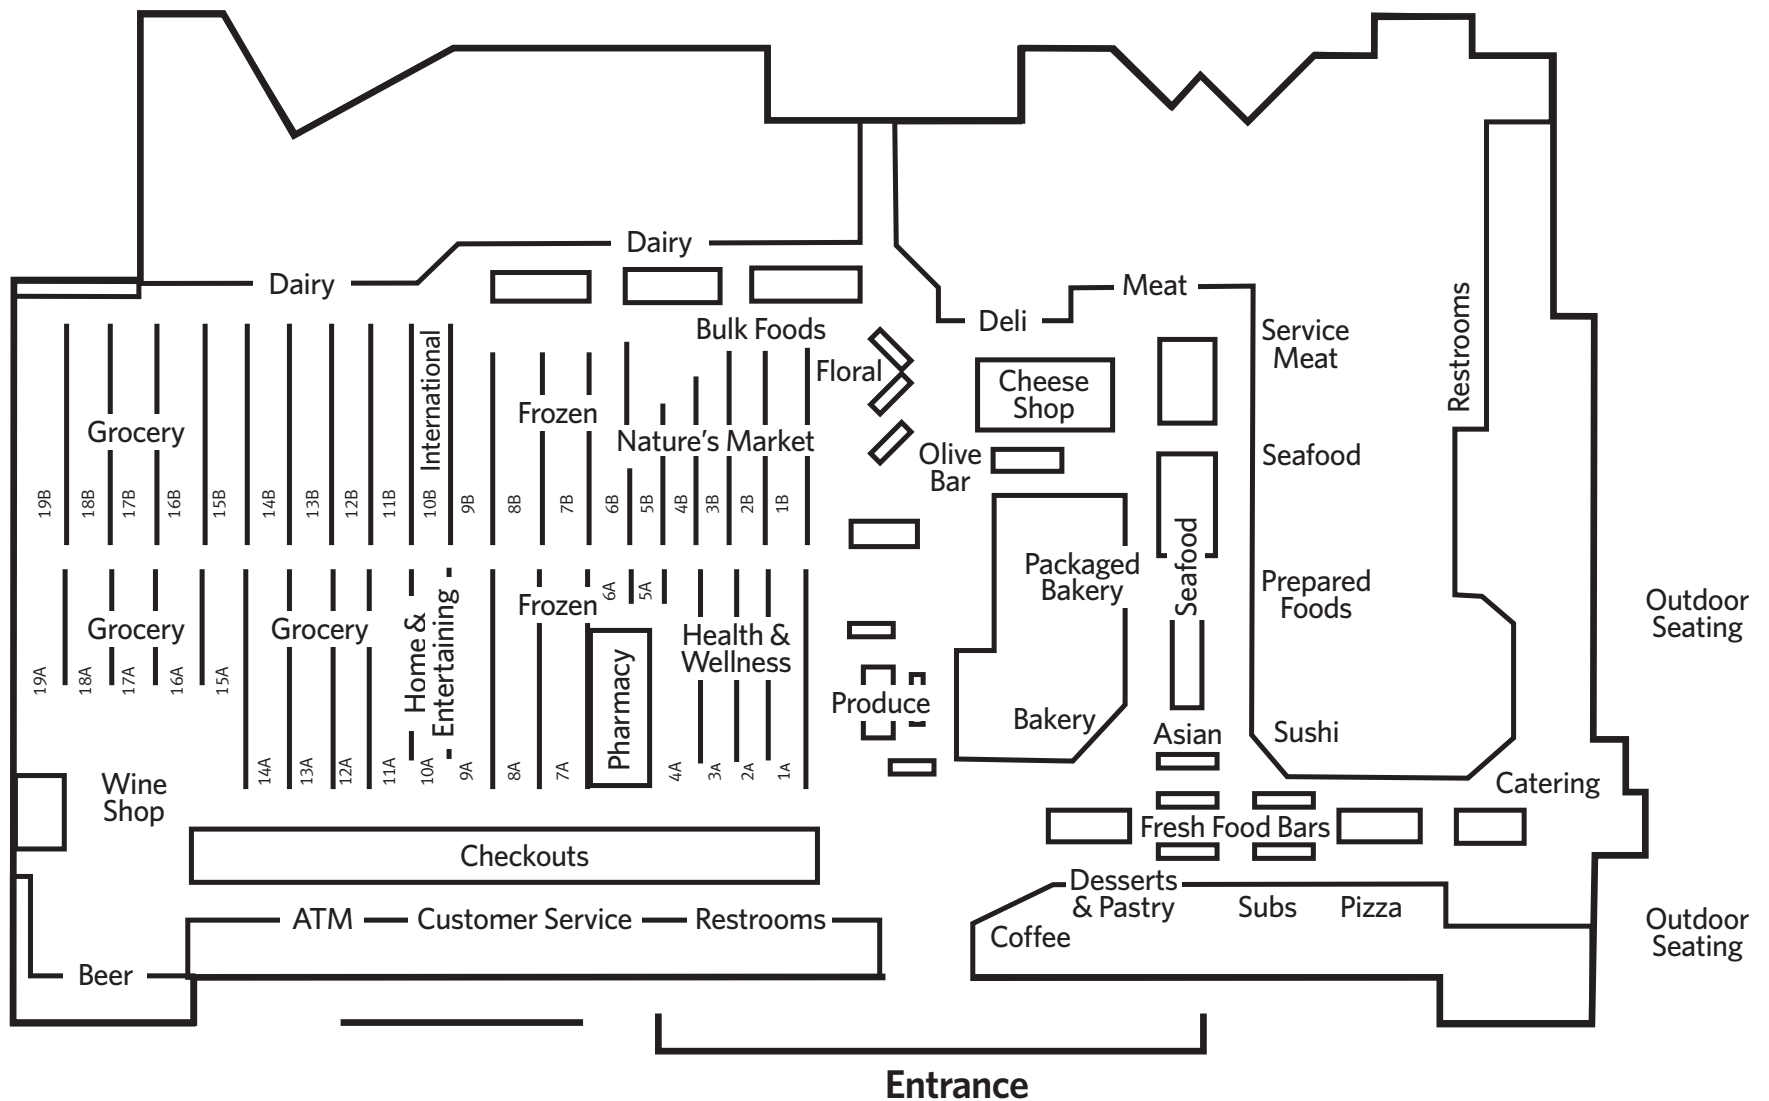 Dairy
Dairy
Meat
Deli
Bulk Foods
Floral
Cheese
Shop
Service
Meat
Restrooms
International
Grocery
Frozen
Nature's Market
Olive
Bar
Seafood
19B
18B
17B
16B
15B
14B
13B
12B
11B
10B
9B
8B
7B
6B
5B
4B
3B
2B
1B
Packaged
Bakery
Seafood
Prepared
Foods
Outdoor
Seating
Grocery
Grocery
Home &
Entertaining
Frozen
6A
5A
Pharmacy
Health &
Wellness
Produce
Bakery
Asian
Sushi
19A
18A
17A
16A
15A
14A
13A
12A
11A
10A
9A
8A
7A
4A
3A
2A
1A
Wine
Shop
Catering
Fresh Food Bars
Checkouts
Desserts
& Pastry
Subs
Pizza
Coffee
ATM
Customer Service
Restrooms
Outdoor
Seating
Beer
Entrance